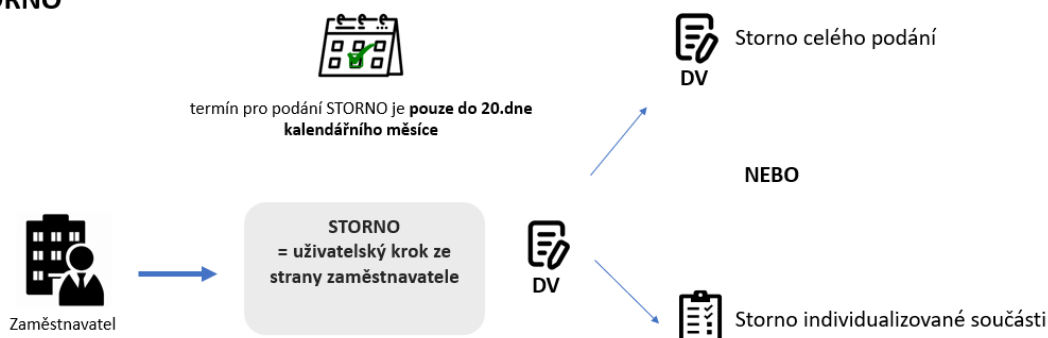 termín pro podání STORNO je pouze do 20.dne
kalendářního měsíce
DV
Storno celého podání
NEBO
Zaměstnavatel
STORNO
= uživatelský krok ze
strany zaměstnavatele
DV
Storno individualizované součásti